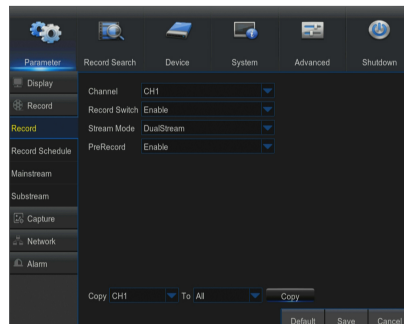 Parameter Record Search Device System Advanced Shutdown
Display
Record
Record
Record Schedule
Mainstream
Substream
Capture
Network
Alarm
Channel CH1
Record Switch Enable
Stream Mode DualStream
PreRecord Enable
Copy CH1 To All Copy
Default Save Cancel